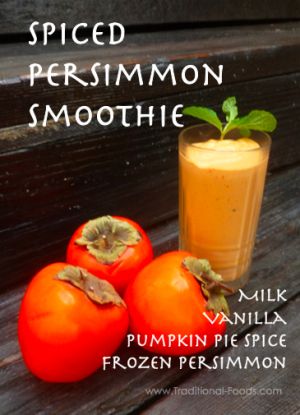 Spiced
Persimmon
Smoothie
Milk
Vanilla
Pumpkin Pie Spice
Frozen Persimmon
www.Traditional-Foods.com